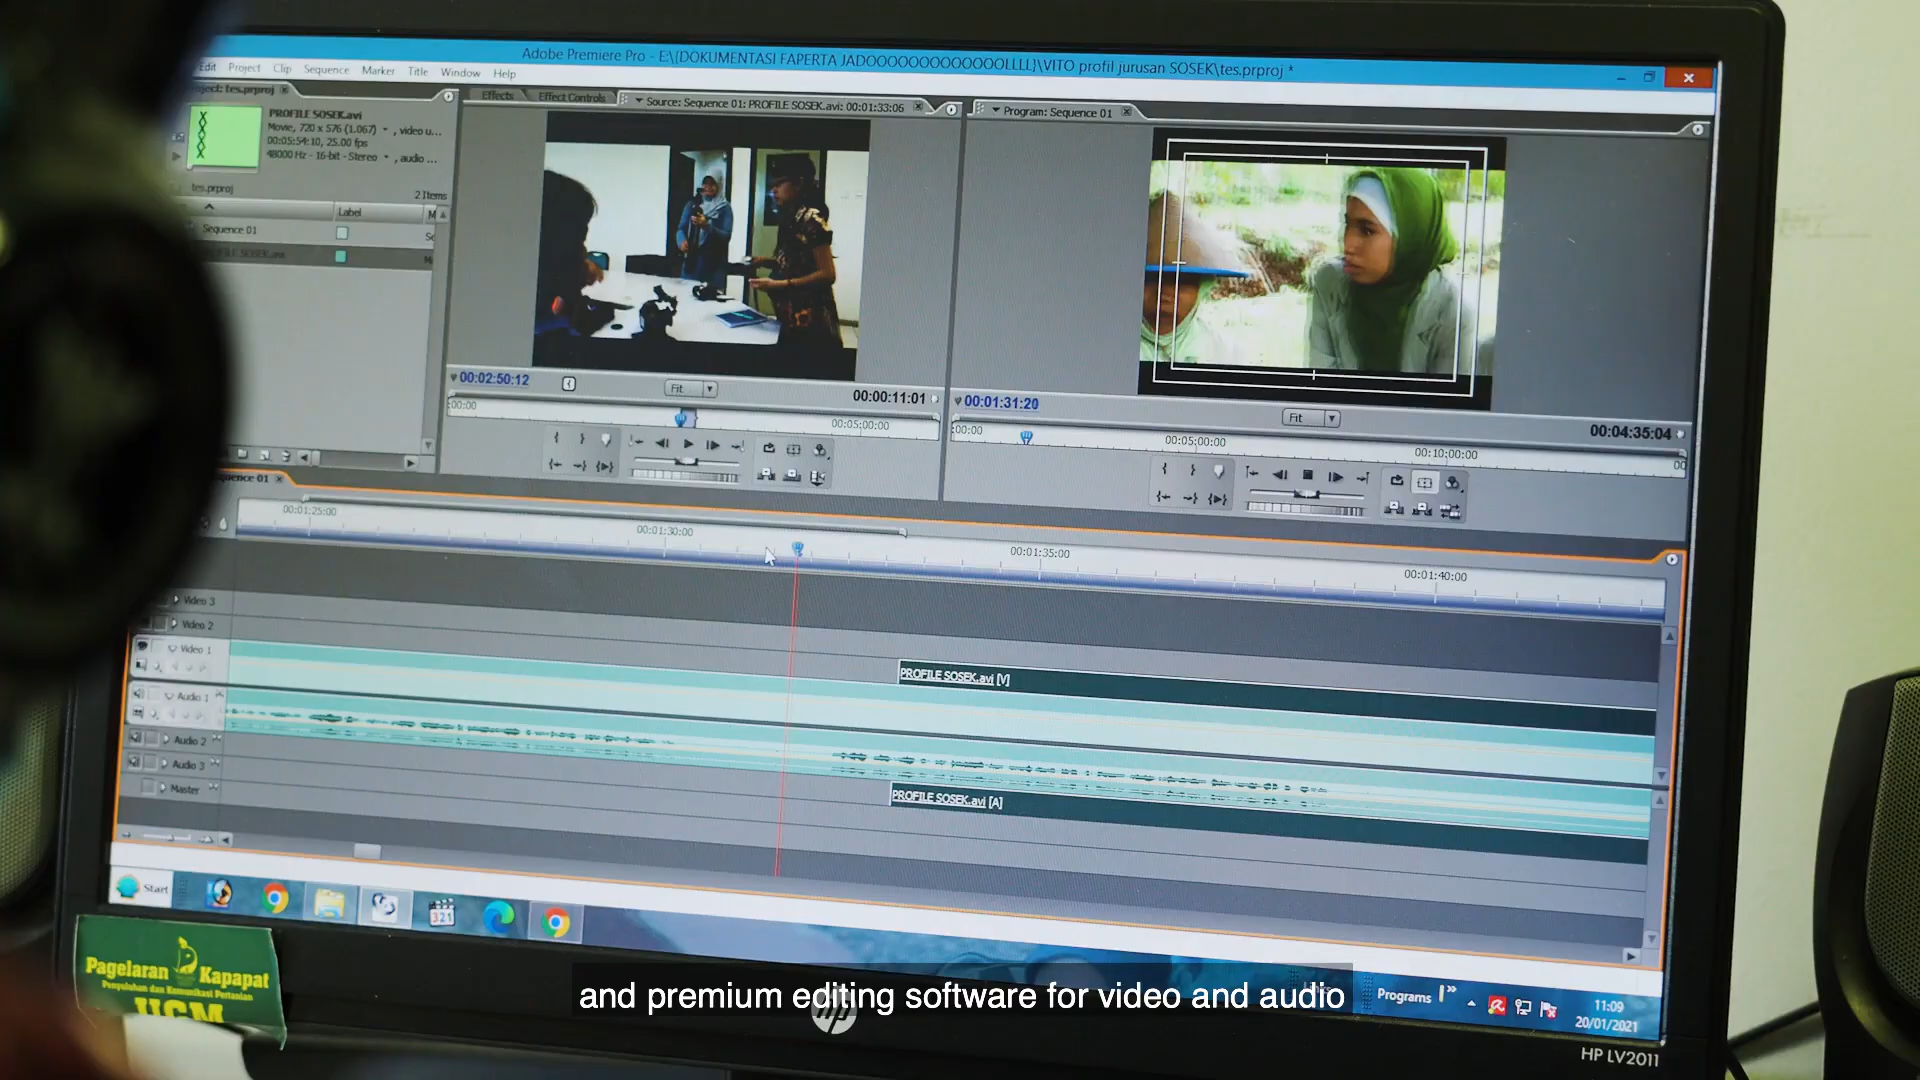 Adobe Premiere Pro - E:\(DOKUMENTASI FAPERTA JADOOOOOOOOOOOOOLLLL)\VITO profil jurusan SOSEK\tes.prproj *
Edit Project Clip Sequence Marker Title Window Help
oject: tes.prproj
PROFILE SOSEK.avi
Movie, 720 x 576 (1.067) , video u...
00:05:54:10, 25.00 fps
48000 Hz - 16-bit - Stereo , audio ...
tes.prproj
2 Items
Label
Sequence 01
Effects Effect Controls Source: Sequence 01: PROFILE SOSEK.avi: 00:01:33:06
00:02:50:12 Fit 00:00:11:01
:00:00 00:05:00:00
Program: Sequence 01
00:01:31:20 Fit 00:04:35:04
:00:00 00:05:00:00 00:10:00:00 00
quence 01
00:01:25:00 00:01:30:00 00:01:35:00 00:01:40:00
Video 3
Video 2
Video 1
PROFILE SOSEK.avi [V]
Audio 1
Audio 2
Audio 3
PROFILE SOSEK.avi [A]
Master
Start
321
Programs
11:09
20/01/2021
Pagelaran Kapapat
Penyuluhan dan Komunikasi Pertanian
UGM
and premium editing software for video and audio
hp
HP LV2011